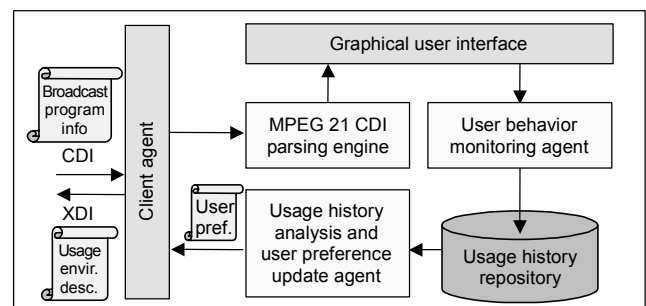 Graphical user interface
Broadcast
program
info
CDI
XDI
Usage
envir.
desc.
Client agent
MPEG 21 CDI
parsing engine
User behavior
monitoring agent
User
pref.
Usage history
analysis and
user preference
update agent
Usage history
repository